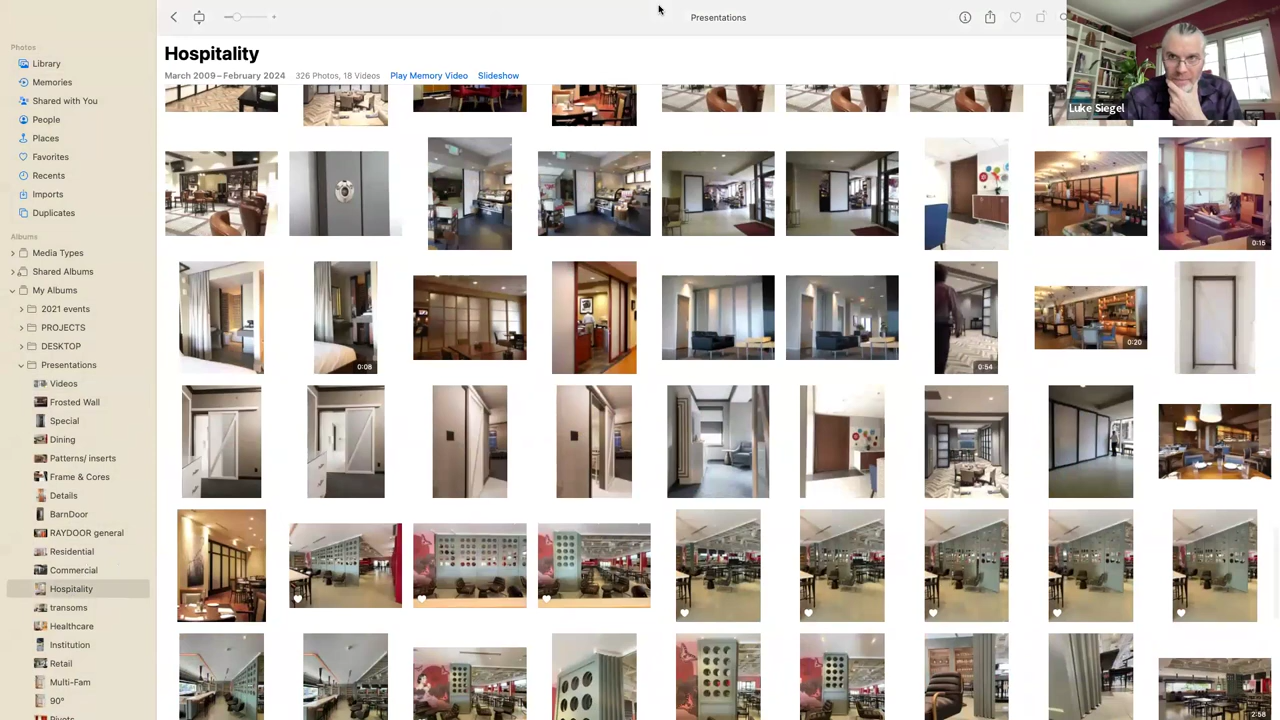 Presentations
Hospitality
March 2009 – February 2024
326 Photos, 18 Videos
Play Memory Video
Slideshow
Luke Siegel
Photos
Library
Memories
Shared with You
People
Places
Favorites
Recents
Imports
Duplicates
Albums
Media Types
Shared Albums
My Albums
2021 events
PROJECTS
DESKTOP
Presentations
Videos
Frosted Wall
Special
Dining
Patterns/ inserts
Frame & Cores
Details
BarnDoor
RAYDOOR general
Residential
Commercial
Hospitality
transoms
Healthcare
Institution
Retail
Multi-Fam
90°
Pivots
0:15
0:08
0:54
0:20
2:58